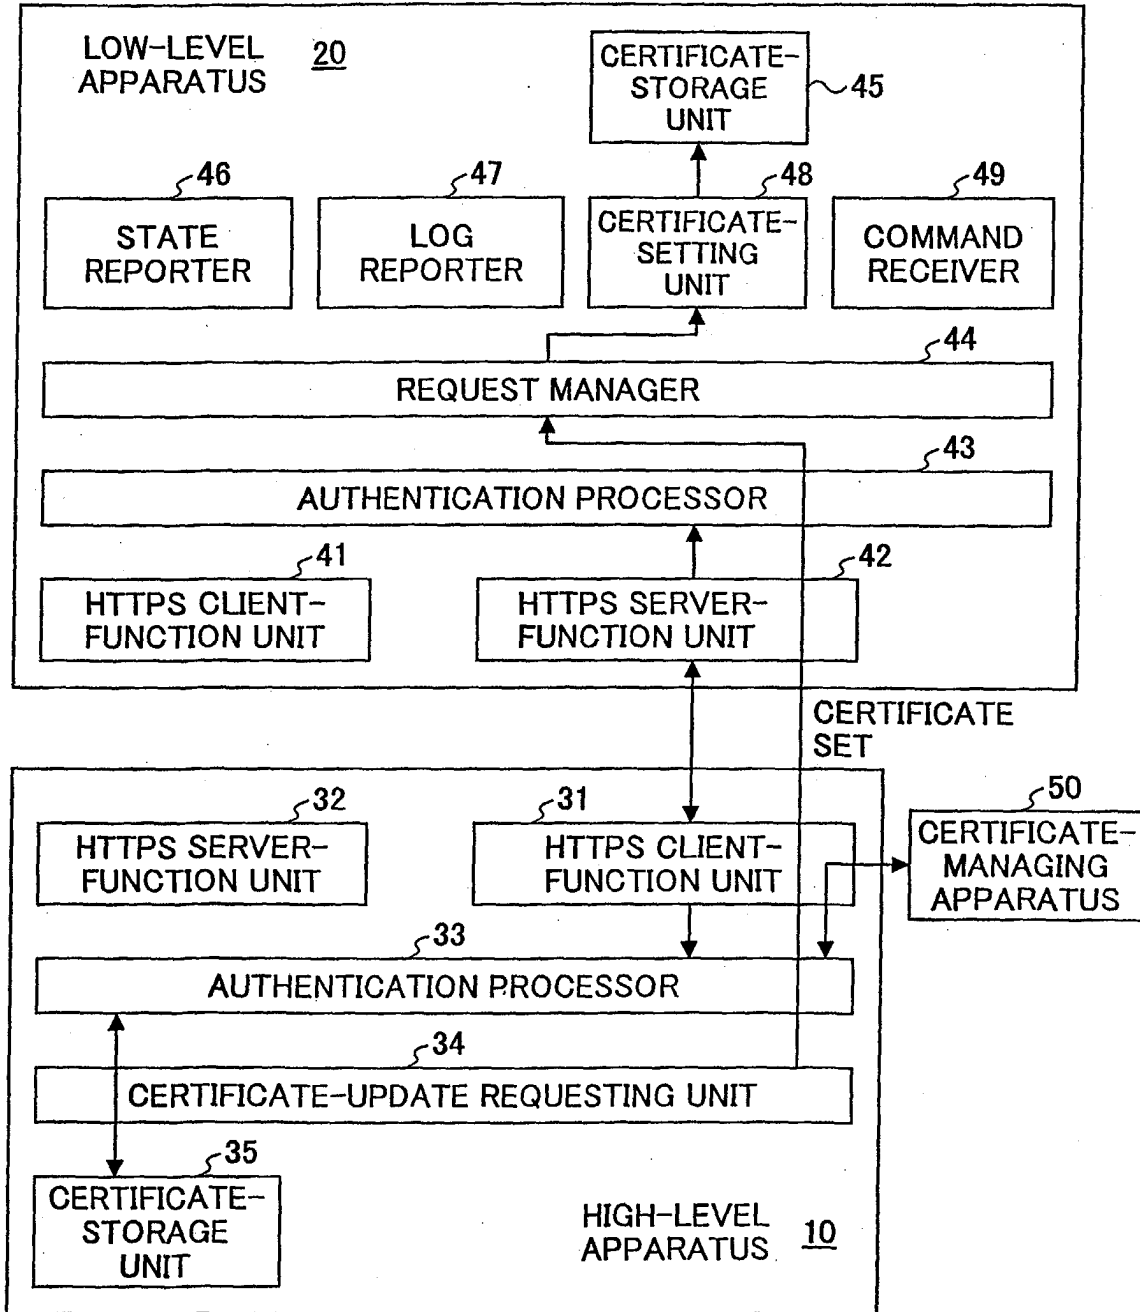 LOW-LEVEL
APPARATUS
20
CERTIFICATE-
STORAGE
UNIT
45
46
47
48
49
STATE
REPORTER
LOG
REPORTER
CERTIFICATE-
SETTING
UNIT
COMMAND
RECEIVER
44
REQUEST MANAGER
43
AUTHENTICATION PROCESSOR
41
42
HTTPS CLIENT-
FUNCTION UNIT
HTTPS SERVER-
FUNCTION UNIT
CERTIFICATE
SET
32
31
50
HTTPS SERVER-
FUNCTION UNIT
HTTPS CLIENT-
FUNCTION UNIT
CERTIFICATE-
MANAGING
APPARATUS
33
AUTHENTICATION PROCESSOR
34
CERTIFICATE-UPDATE REQUESTING UNIT
35
CERTIFICATE-
STORAGE
UNIT
HIGH-LEVEL
APPARATUS
10